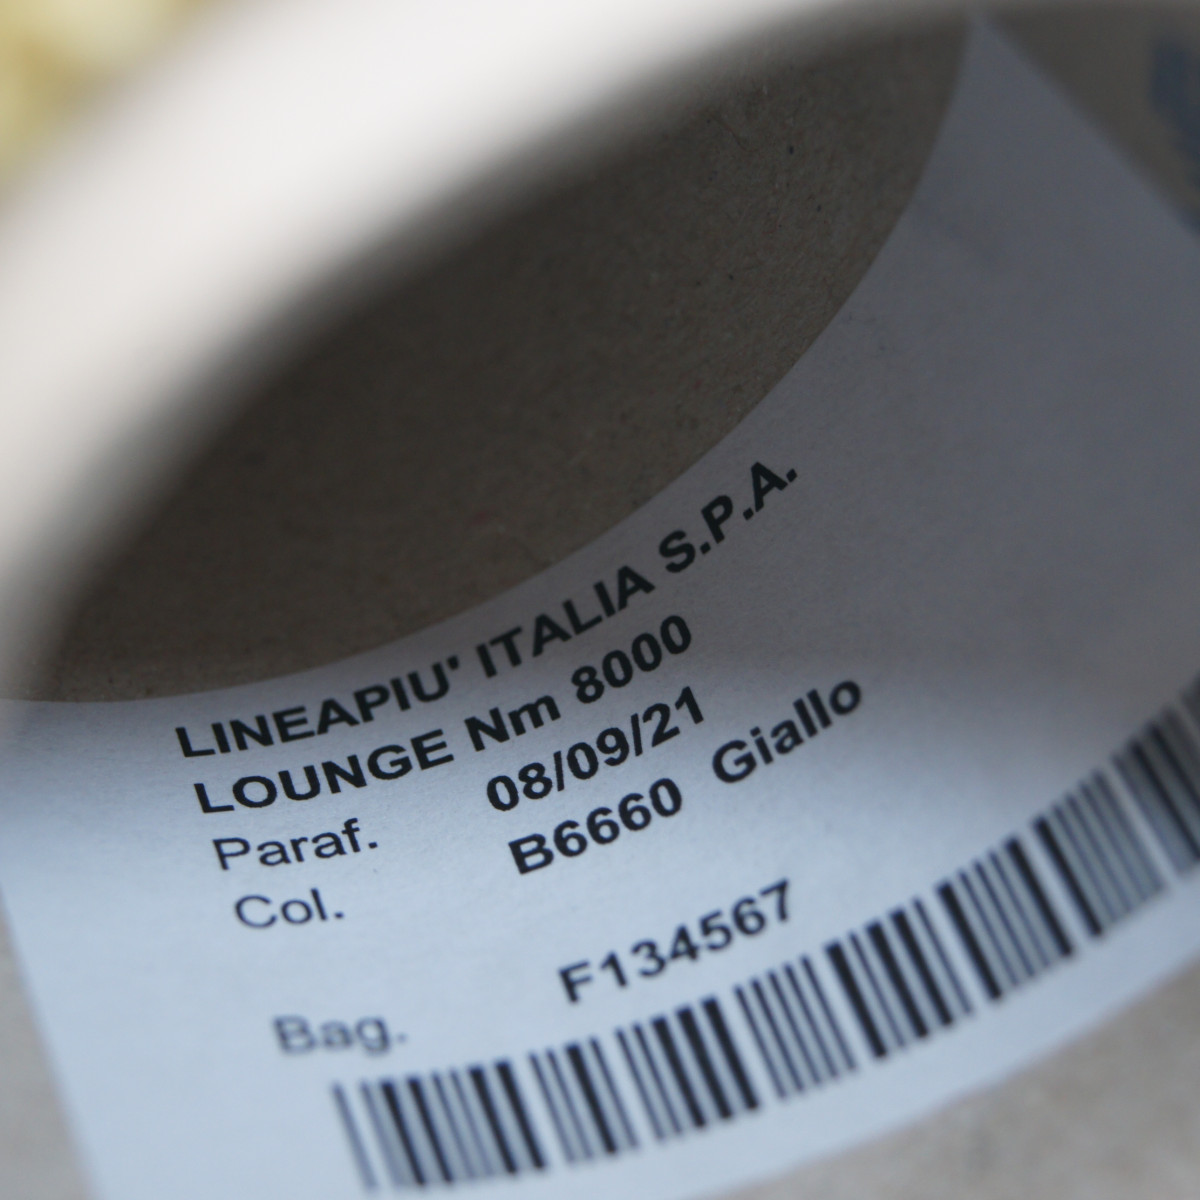 LINEAPIU' ITALIA S.P.A.
LOUNGE Nm 8000
Paraf. 08/09/21
Col. B6660 Giallo
Bag. F134567